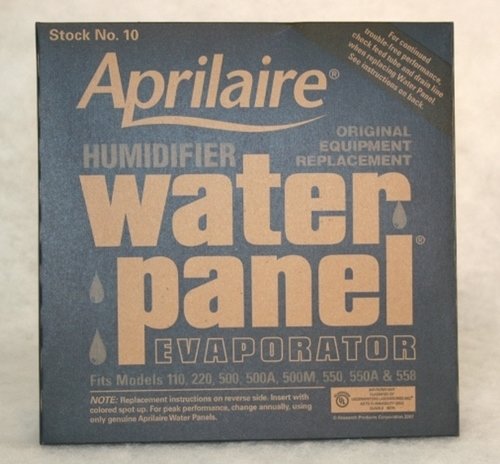 Stock No. 10
For continued
trouble-free performance,
check feed tube and drain line
when replacing Water Panel.
See instructions on back.
Aprilaire®
ORIGINAL
EQUIPMENT
REPLACEMENT
HUMIDIFIER
water
panel®
EVAPORATOR
Fits Models 110, 220, 500, 500A, 500M, 550, 550A & 558
NOTE: Replacement instructions on reverse side. Insert with
colored spot up. For peak performance, change annually, using
only genuine Aprilaire Water Panels.
© Research Products Corporation